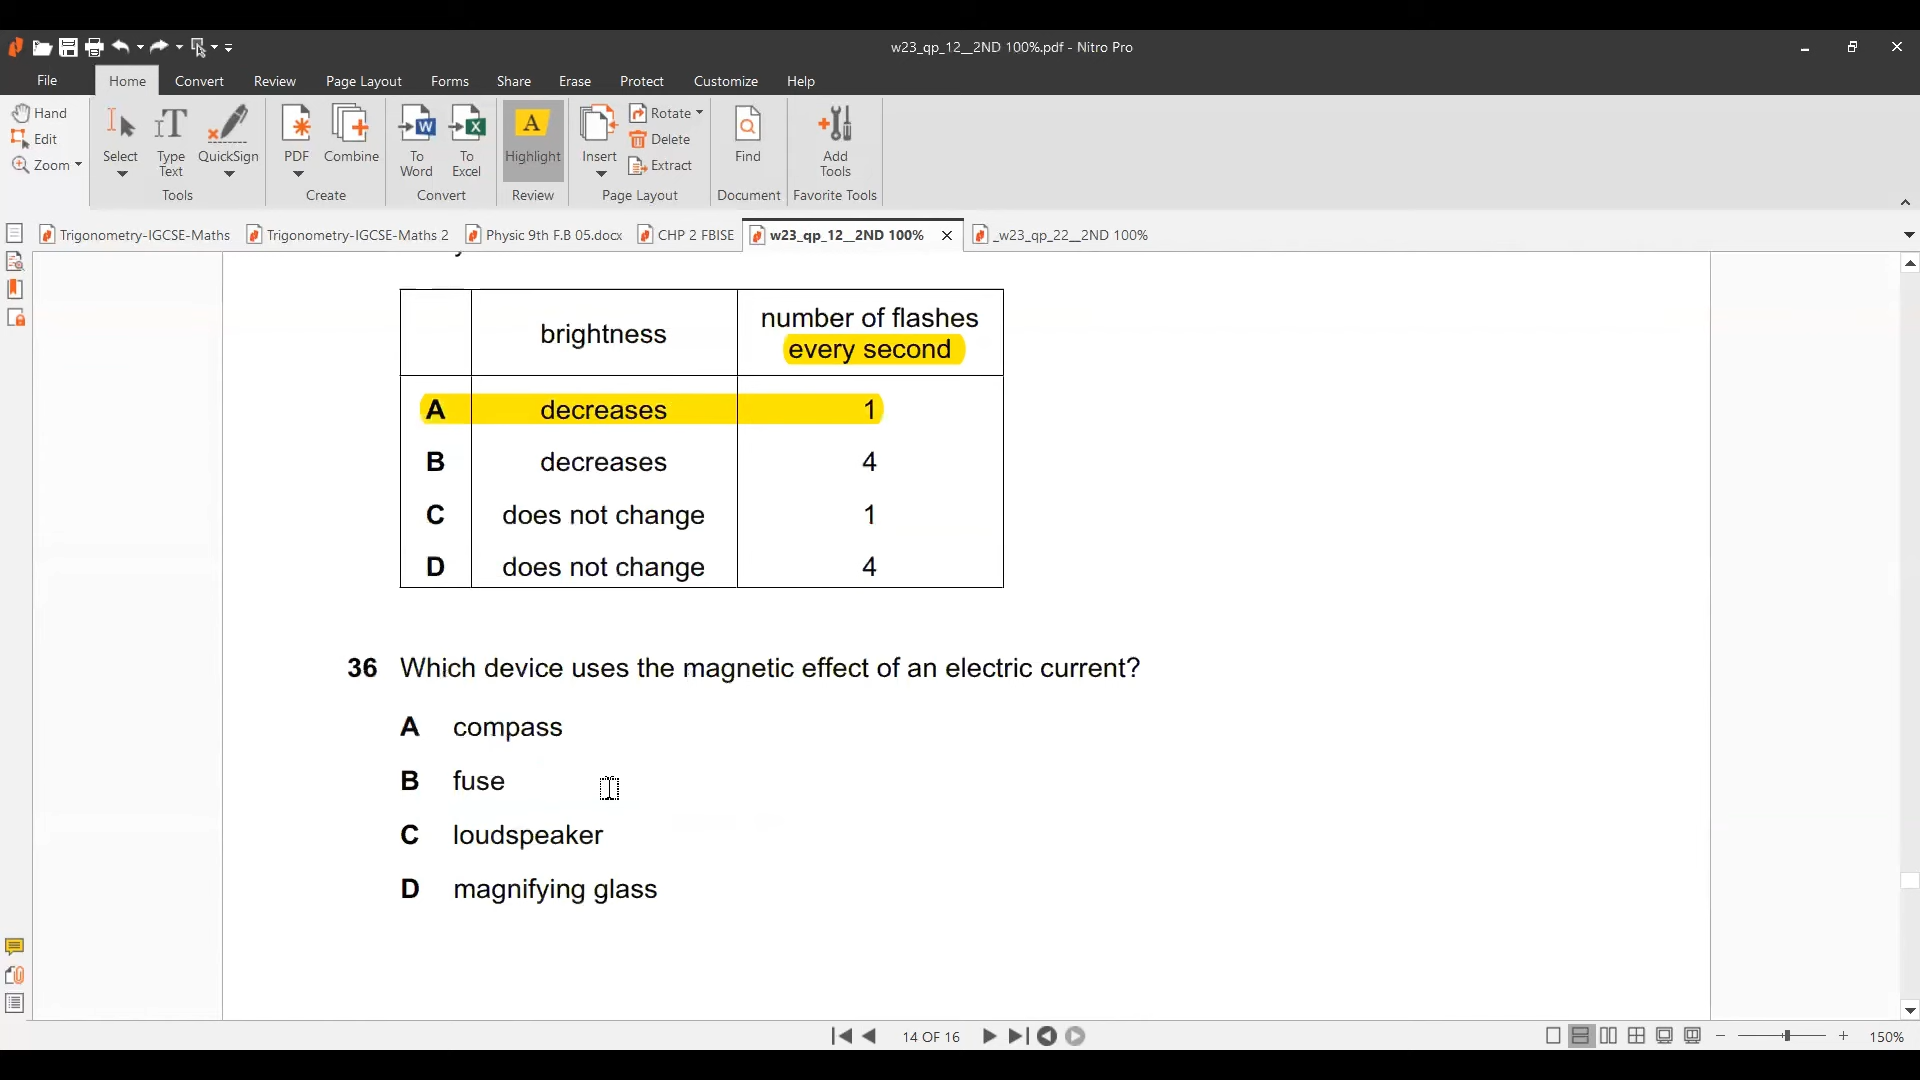 w23_qp_12__2ND 100%.pdf - Nitro Pro
File Home Convert Review Page Layout Forms Share Erase Protect Customize Help
Hand
Edit
Zoom
Select
Type Text
QuickSign
Tools
PDF
Combine
Create
To Word
To Excel
Convert
Highlight
Review
Insert
Rotate
Delete
Extract
Page Layout
Find
Document
Add Tools
Favorite Tools
Trigonometry-IGCSE-Maths Trigonometry-IGCSE-Maths 2 Physic 9th F.B 05.docx CHP 2 FBISE w23_qp_12__2ND 100% _w23_qp_22__2ND 100%
brightness number of flashes every second
A decreases 1
B decreases 4
C does not change 1
D does not change 4
36 Which device uses the magnetic effect of an electric current?
A compass
B fuse
C loudspeaker
D magnifying glass
14 OF 16
150%